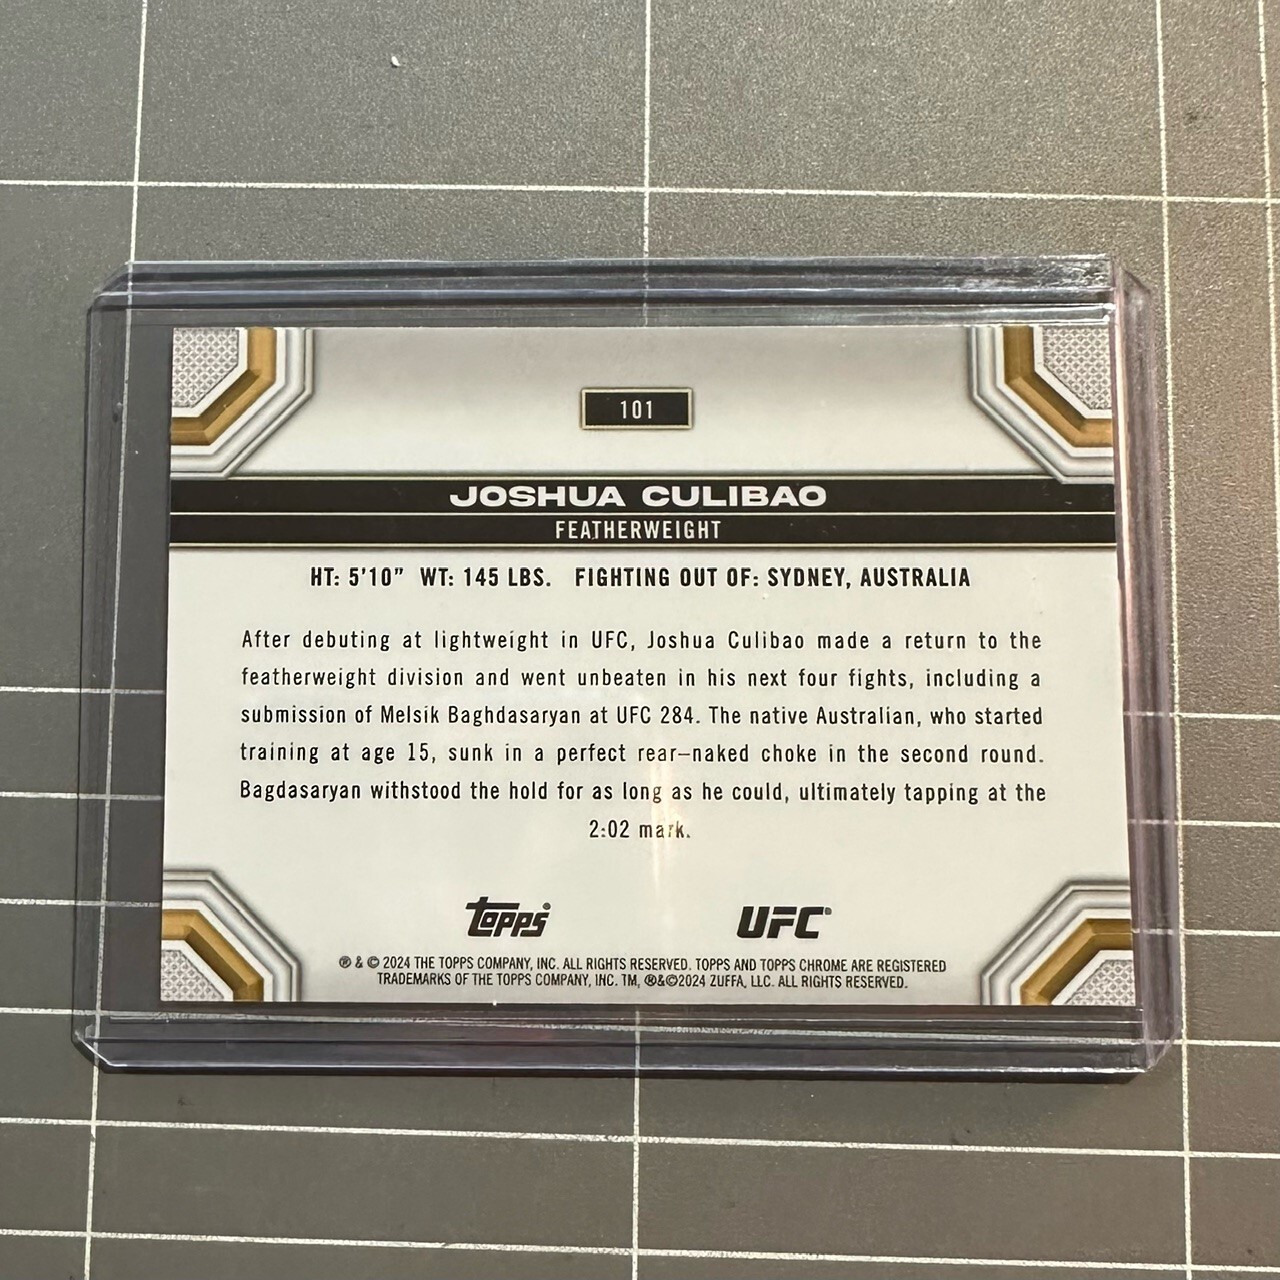 101
JOSHUA CULIBAO
FEATHERWEIGHT
HT: 5'10" WT: 145 LBS. FIGHTING OUT OF: SYDNEY, AUSTRALIA
After debuting at lightweight in UFC, Joshua Culibao made a return to the
featherweight division and went unbeaten in his next four fights, including a
submission of Melsik Baghdasaryan at UFC 284. The native Australian, who started
training at age 15, sunk in a perfect rear–naked choke in the second round.
Bagdasaryan withstood the hold for as long as he could, ultimately tapping at the
2:02 mark.
Topps UFC®
® & © 2024 THE TOPPS COMPANY, INC. ALL RIGHTS RESERVED. TOPPS AND TOPPS CHROME ARE REGISTERED
TRADEMARKS OF THE TOPPS COMPANY, INC. TM, ®&©2024 ZUFFA, LLC. ALL RIGHTS RESERVED.